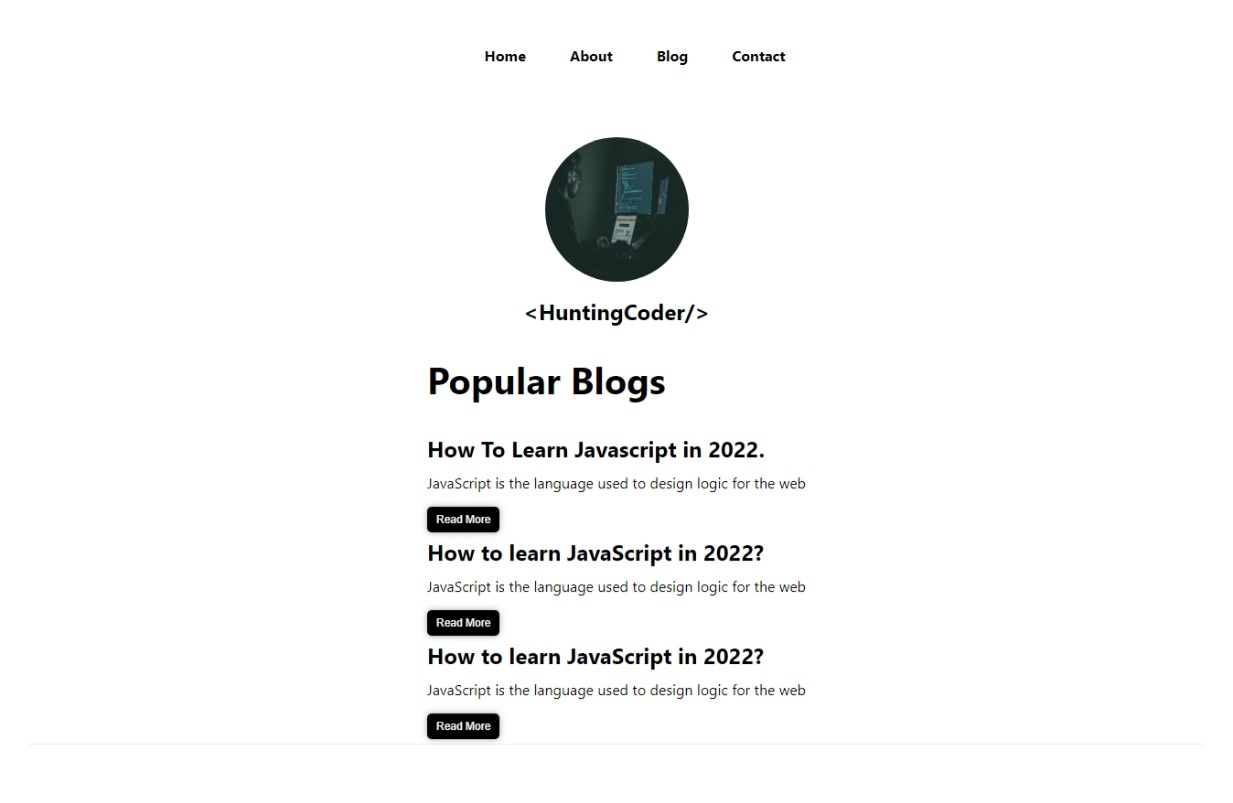 Home About Blog Contact
<HuntingCoder/>
Popular Blogs
How To Learn Javascript in 2022.
JavaScript is the language used to design logic for the web
Read More
How to learn JavaScript in 2022?
JavaScript is the language used to design logic for the web
Read More
How to learn JavaScript in 2022?
JavaScript is the language used to design logic for the web
Read More